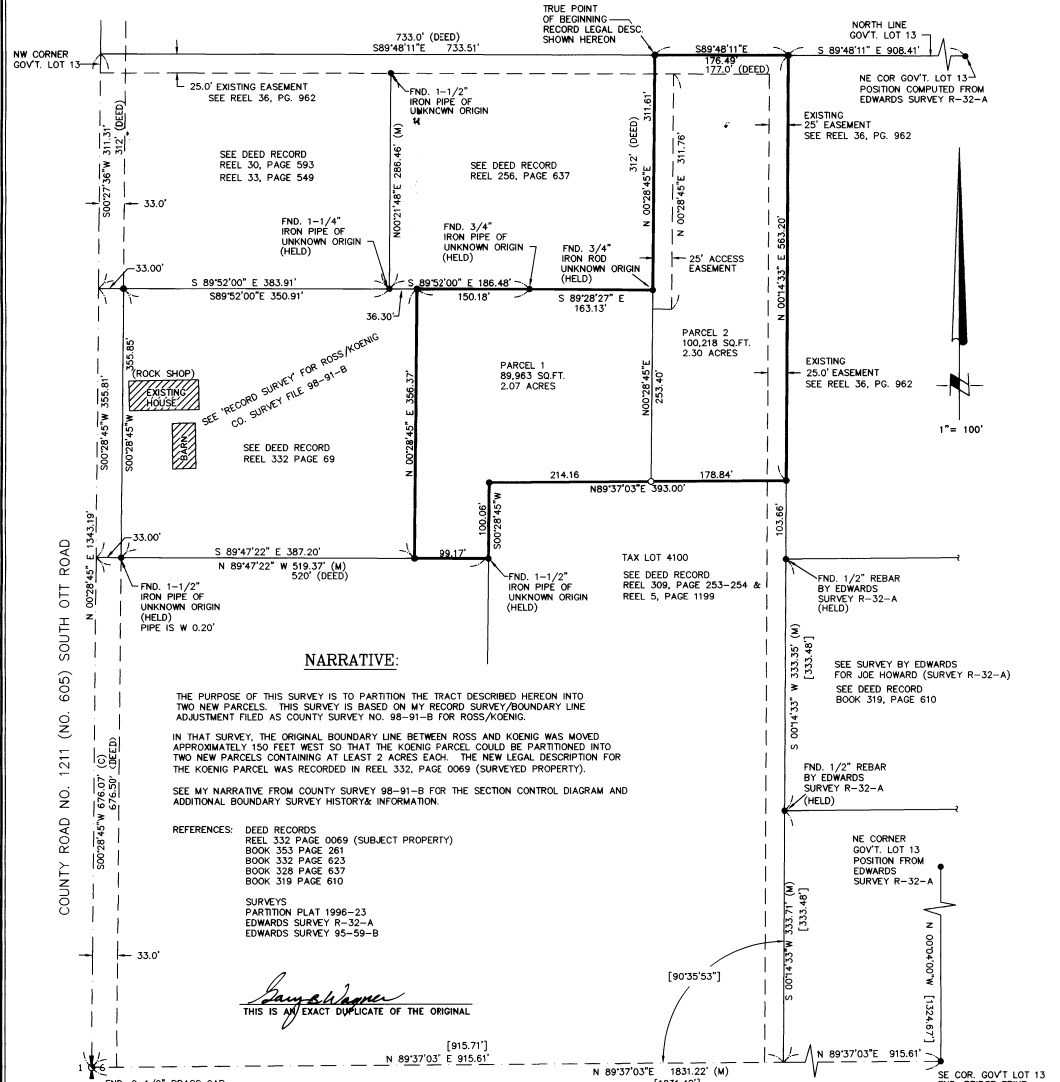 TRUE POINT
OF BEGINNING
RECORD LEGAL DESC.
SHOWN HEREON
733.0' (DEED)
S89°48'11"E 733.51'
S89°48'11"E
176.49'
177.0' (DEED)
NORTH LINE
GOV'T. LOT 13
S 89°48'11" E 908.41'
NW CORNER
GOV'T. LOT 13
NE COR GOV'T. LOT 13
POSITION COMPUTED FROM
EDWARDS SURVEY R-32-A
25.0' EXISTING EASEMENT
SEE REEL 36, PG. 962
FND. 1-1/2"
IRON PIPE OF
UNKNOWN ORIGIN
EXISTING
25' EASEMENT
SEE REEL 36, PG. 962
S00°27'36"W 311.31'
312' (DEED)
33.0'
SEE DEED RECORD
REEL 30, PAGE 593
REEL 33, PAGE 549
N00°21'48"E 286.46' (M)
SEE DEED RECORD
REEL 256, PAGE 637
312' (DEED)
N 00°28'45"E 311.61'
N 00°28'45"E 311.76'
N 00°14'33" E 563.20'
FND. 1-1/4"
IRON PIPE OF
UNKNOWN ORIGIN
(HELD)
FND. 3/4"
IRON PIPE OF
UNKNOWN ORIGIN
(HELD)
FND. 3/4"
IRON ROD
UNKNOWN ORIGIN
(HELD)
25' ACCESS
EASEMENT
33.00'
S 89°52'00" E 383.91'
S89°52'00"E 350.91'
S 89°52'00" E 186.48'
150.18'
36.30'
S 89°28'27" E
163.13'
PARCEL 1
89,963 SQ.FT.
2.07 ACRES
PARCEL 2
100,218 SQ.FT.
2.30 ACRES
N00°28'45"E
253.40'
EXISTING
25.0' EASEMENT
SEE REEL 36, PG. 962
1"= 100'
S00°28'45"W 355.81'
S00°28'45"W 355.85'
(ROCK SHOP)
EXISTING
HOUSE
BARN
SEE 'RECORD SURVEY' FOR ROSS/KOENIG
CO. SURVEY FILE 98-91-B
SEE DEED RECORD
REEL 332 PAGE 69
N 00°28'45" E 356.37'
214.16
178.84'
N89°37'03"E 393.00'
100.06'
S00°28'45"W
103.66'
33.00'
S 89°47'22" E 387.20'
N 89°47'22" W 519.37' (M)
520' (DEED)
99.17'
FND. 1-1/2"
IRON PIPE OF
UNKNOWN ORIGIN
(HELD)
PIPE IS W 0.20'
FND. 1-1/2"
IRON PIPE OF
UNKNOWN ORIGIN
(HELD)
TAX LOT 4100
SEE DEED RECORD
REEL 309, PAGE 253-254 &
REEL 5, PAGE 1199
FND. 1/2" REBAR
BY EDWARDS
SURVEY R-32-A
(HELD)
N 00°28'45" E 1343.19'
COUNTY ROAD NO. 1211 (NO. 605) SOUTH OTT ROAD
NARRATIVE:
THE PURPOSE OF THIS SURVEY IS TO PARTITION THE TRACT DESCRIBED HEREON INTO
TWO NEW PARCELS. THIS SURVEY IS BASED ON MY RECORD SURVEY/BOUNDARY LINE
ADJUSTMENT FILED AS COUNTY SURVEY NO. 98-91-B FOR ROSS/KOENIG.
IN THAT SURVEY, THE ORIGINAL BOUNDARY LINE BETWEEN ROSS AND KOENIG WAS MOVED
APPROXIMATELY 150 FEET WEST SO THAT THE KOENIG PARCEL COULD BE PARTITIONED INTO
TWO NEW PARCELS CONTAINING AT LEAST 2 ACRES EACH. THE NEW LEGAL DESCRIPTION FOR
THE KOENIG PARCEL WAS RECORDED IN REEL 332, PAGE 0069 (SURVEYED PROPERTY).
SEE MY NARRATIVE FROM COUNTY SURVEY 98-91-B FOR THE SECTION CONTROL DIAGRAM AND
ADDITIONAL BOUNDARY SURVEY HISTORY& INFORMATION.
S 00°14'33" W 333.35' (M)
[333.48']
SEE SURVEY BY EDWARDS
FOR JOE HOWARD (SURVEY R-32-A)
SEE DEED RECORD
BOOK 319, PAGE 610
FND. 1/2" REBAR
BY EDWARDS
SURVEY R-32-A
(HELD)
S00°28'45"W 676.07' (C)
676.50' (DEED)
REFERENCES: DEED RECORDS
REEL 332 PAGE 0069 (SUBJECT PROPERTY)
BOOK 353 PAGE 261
BOOK 332 PAGE 623
BOOK 328 PAGE 637
BOOK 319 PAGE 610
SURVEYS
PARTITION PLAT 1996-23
EDWARDS SURVEY R-32-A
EDWARDS SURVEY 95-59-B
NE CORNER
GOV'T. LOT 13
POSITION FROM
EDWARDS
SURVEY R-32-A
33.0'
S 00°14'33"W 333.71' (M)
[333.48']
N 00°04'00"W [1324.67']
[90°35'53"]
Gary B Wagner
THIS IS AN EXACT DUPLICATE OF THE ORIGINAL
[915.71']
N 89°37'03' E 915.61'
N 89°37'03"E 1831.22' (M)
N 89°37'03"E 915.61'
1 6
SE COR. GOV'T LOT 13